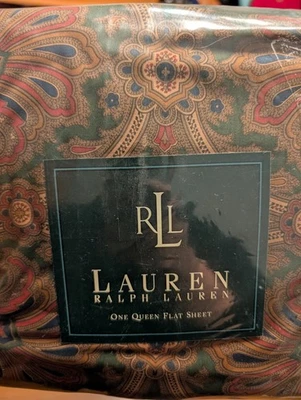 RLL
LAUREN
RALPH LAUREN
ONE QUEEN FLAT SHEET